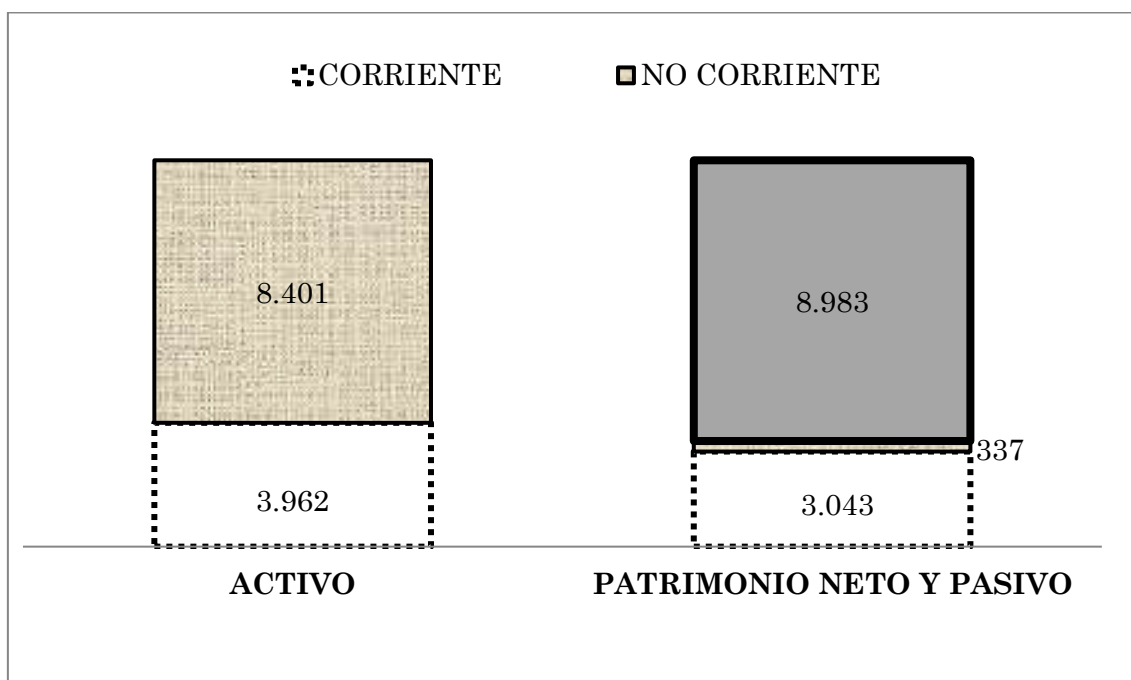 CORRIENTE NO CORRIENTE
8.401
8.983
337
3.962
3.043
ACTIVO PATRIMONIO NETO Y PASIVO